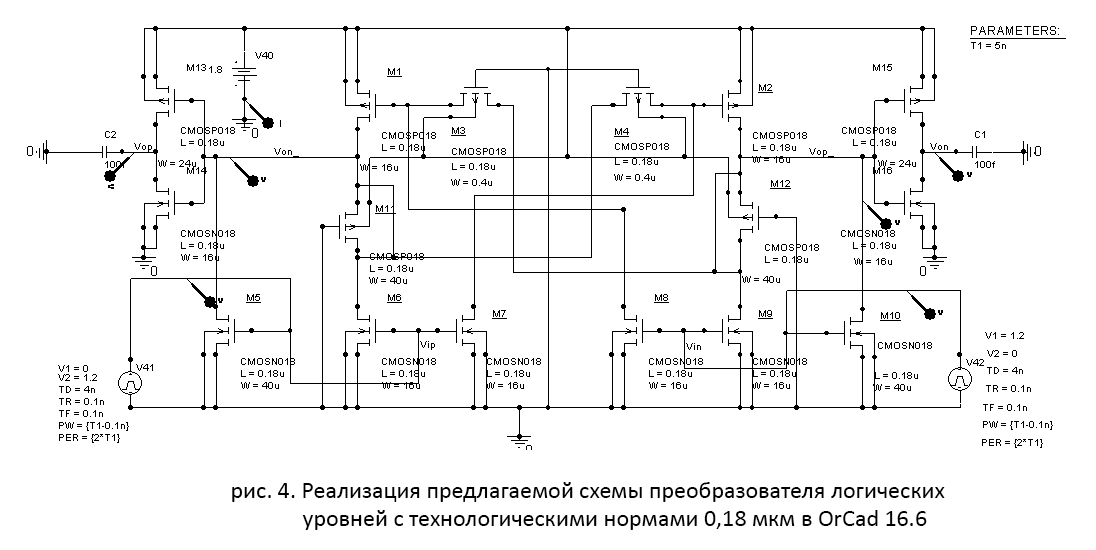 PARAMETERS:
T1 = 5n
M13
1.8
V40
0
M1
M3
M4
M2
M15
C2
100f
0
Vop
CMOSP018
L = 0.18u
W = 24u
Von_
CMOSP018
L = 0.18u
W = 16u
CMOSP018
L = 0.18u
W = 0.4u
CMOSP018
L = 0.18u
W = 0.4u
CMOSP018
L = 0.18u
W = 16u
Vop_
CMOSP018
L = 0.18u
W = 24u
Von
C1
100f
0
M14
CMOSN018
L = 0.18u
W = 16u
0
M11
CMOSP018
L = 0.18u
W = 40u
M12
CMOSP018
L = 0.18u
W = 40u
M16
CMOSN018
L = 0.18u
W = 16u
0
M5
CMOSN018
L = 0.18u
W = 40u
M6
CMOSN018
L = 0.18u
W = 16u
Vip
M7
CMOSN018
L = 0.18u
W = 16u
M8
CMOSN018
L = 0.18u
W = 16u
Vin
M9
CMOSN018
L = 0.18u
W = 16u
M10
CMOSN018
L = 0.18u
W = 40u
V41
V1 = 0
V2 = 1.2
TD = 4n
TR = 0.1n
TF = 0.1n
PW = {T1-0.1n}
PER = {2*T1}
V42
V1 = 1.2
V2 = 0
TD = 4n
TR = 0.1n
TF = 0.1n
PW = {T1-0.1n}
PER = {2*T1}
0
рис. 4. Реализация предлагаемой схемы преобразователя логических
уровней с технологическими нормами 0,18 мкм в OrCad 16.6